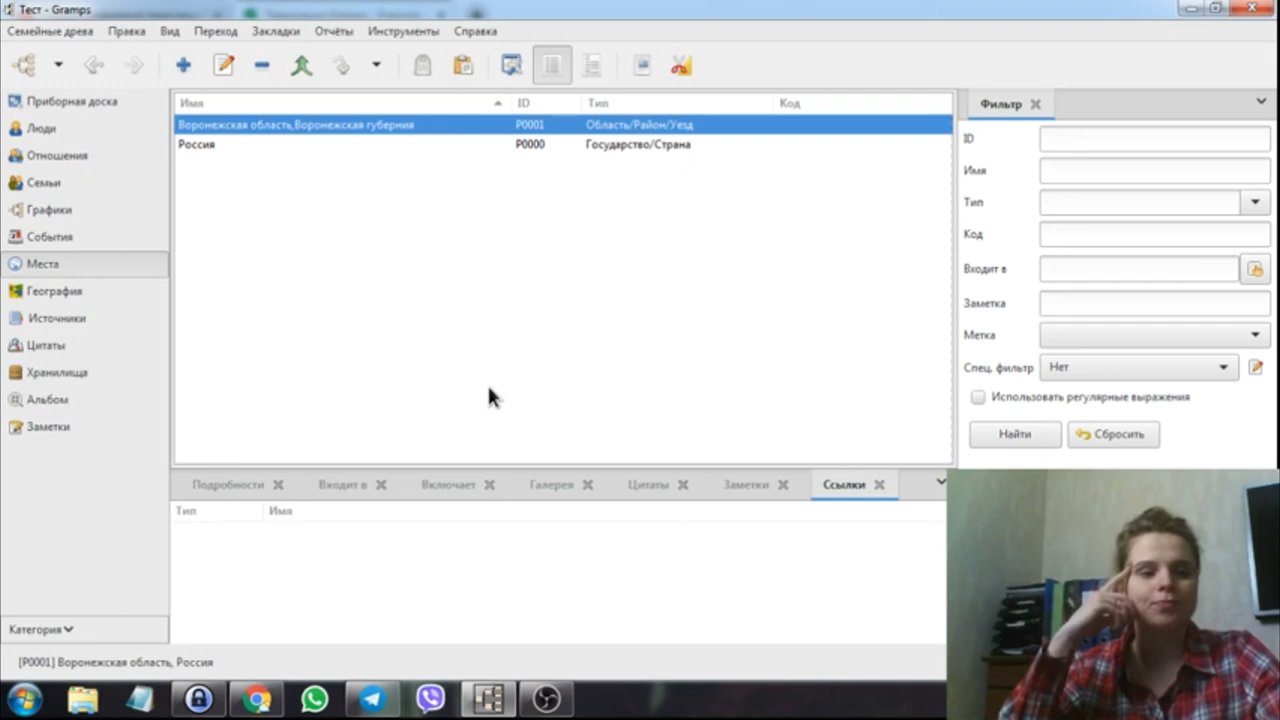 Тест - Gramps
Семейные древа Правка Вид Переход Закладки Отчёты Инструменты Справка
Приборная доска
Люди
Отношения
Семьи
Графики
События
Места
География
Источники
Цитаты
Хранилища
Альбом
Заметки
Категория
Имя ID Тип Код
Воронежская область,Воронежская губерния P0001 Область/Район/Уезд
Россия P0000 Государство/Страна
Фильтр
ID
Имя
Тип
Код
Входит в
Заметка
Метка
Спец. фильтр Нет
Использовать регулярные выражения
Найти Сбросить
Подробности Входит в Включает Галерея Цитаты Заметки Ссылки
Тип Имя
[P0001] Воронежская область, Россия